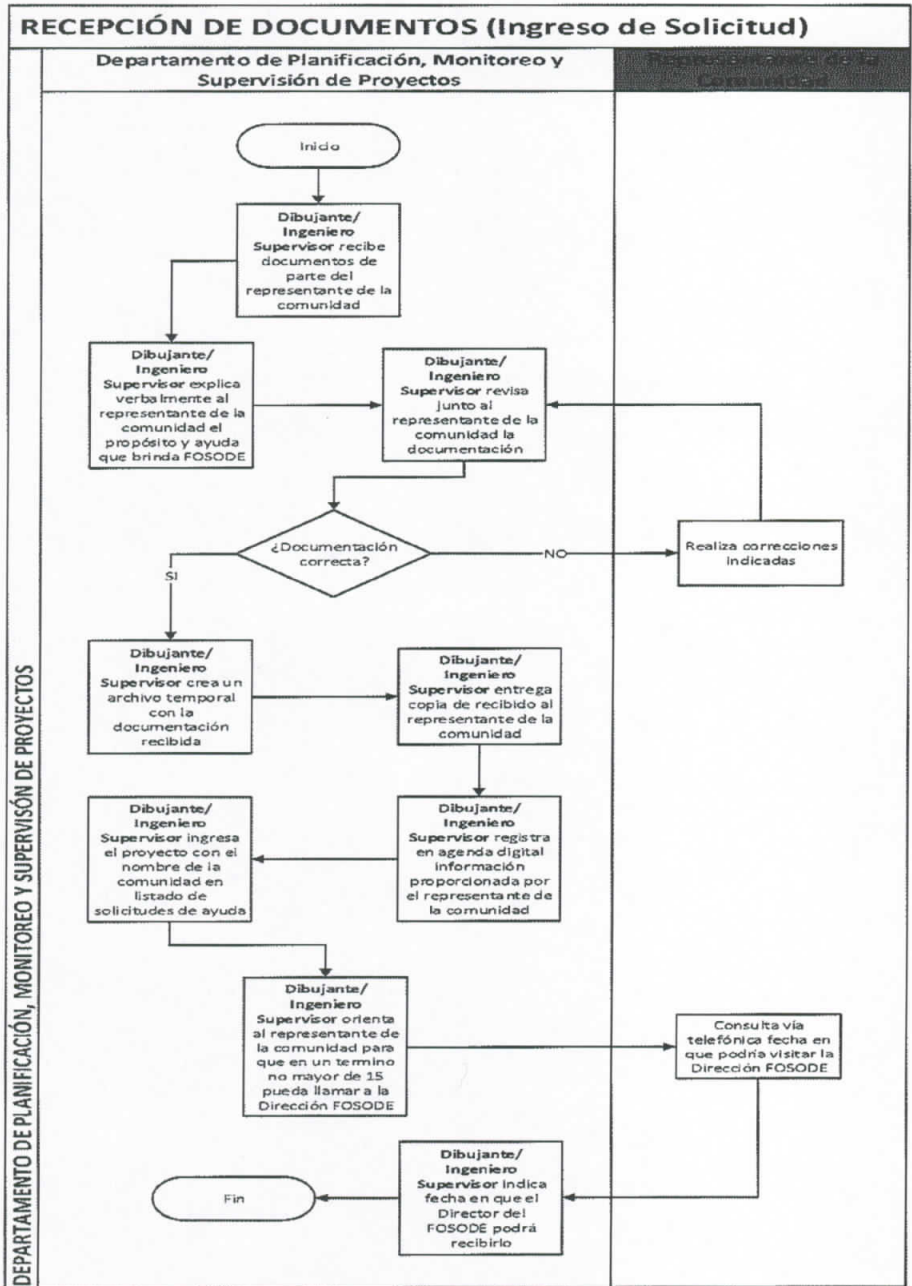 RECEPCIÓN DE DOCUMENTOS (Ingreso de Solicitud)
Departamento de Planificación, Monitoreo y
Supervisión de Proyectos
Representante de la
Comunidad
Inicio
Dibujante/
Ingeniero
Supervisor recibe
documentos de
parte del
representante de la
comunidad
Dibujante/
Ingeniero
Supervisor explica
verbalmente al
representante de la
comunidad el
propósito y ayuda
que brinda FOSODE
Dibujante/
Ingeniero
Supervisor revisa
junto al
representante de la
comunidad la
documentación
¿Documentación
correcta?
NO
Realiza correcciones
indicadas
SI
Dibujante/
Ingeniero
Supervisor crea un
archivo temporal
con la
documentación
recibida
Dibujante/
Ingeniero
Supervisor entrega
copia de recibido al
representante de la
comunidad
Dibujante/
Ingeniero
Supervisor registra
en agenda digital
información
proporcionada por
el representante de
la comunidad
Dibujante/
Ingeniero
Supervisor ingresa
el proyecto con el
nombre de la
comunidad en
listado de
solicitudes de ayuda
Dibujante/
Ingeniero
Supervisor orienta
al representante de
la comunidad para
que en un termino
no mayor de 15
pueda llamar a la
Dirección FOSODE
Consulta vía
telefónica fecha en
que podría visitar la
Dirección FOSODE
Dibujante/
Ingeniero
Supervisor indica
fecha en que el
Director del
FOSODE podrá
recibirlo
Fin
DEPARTAMENTO DE PLANIFICACIÓN, MONITOREO Y SUPERVISÓN DE PROYECTOS